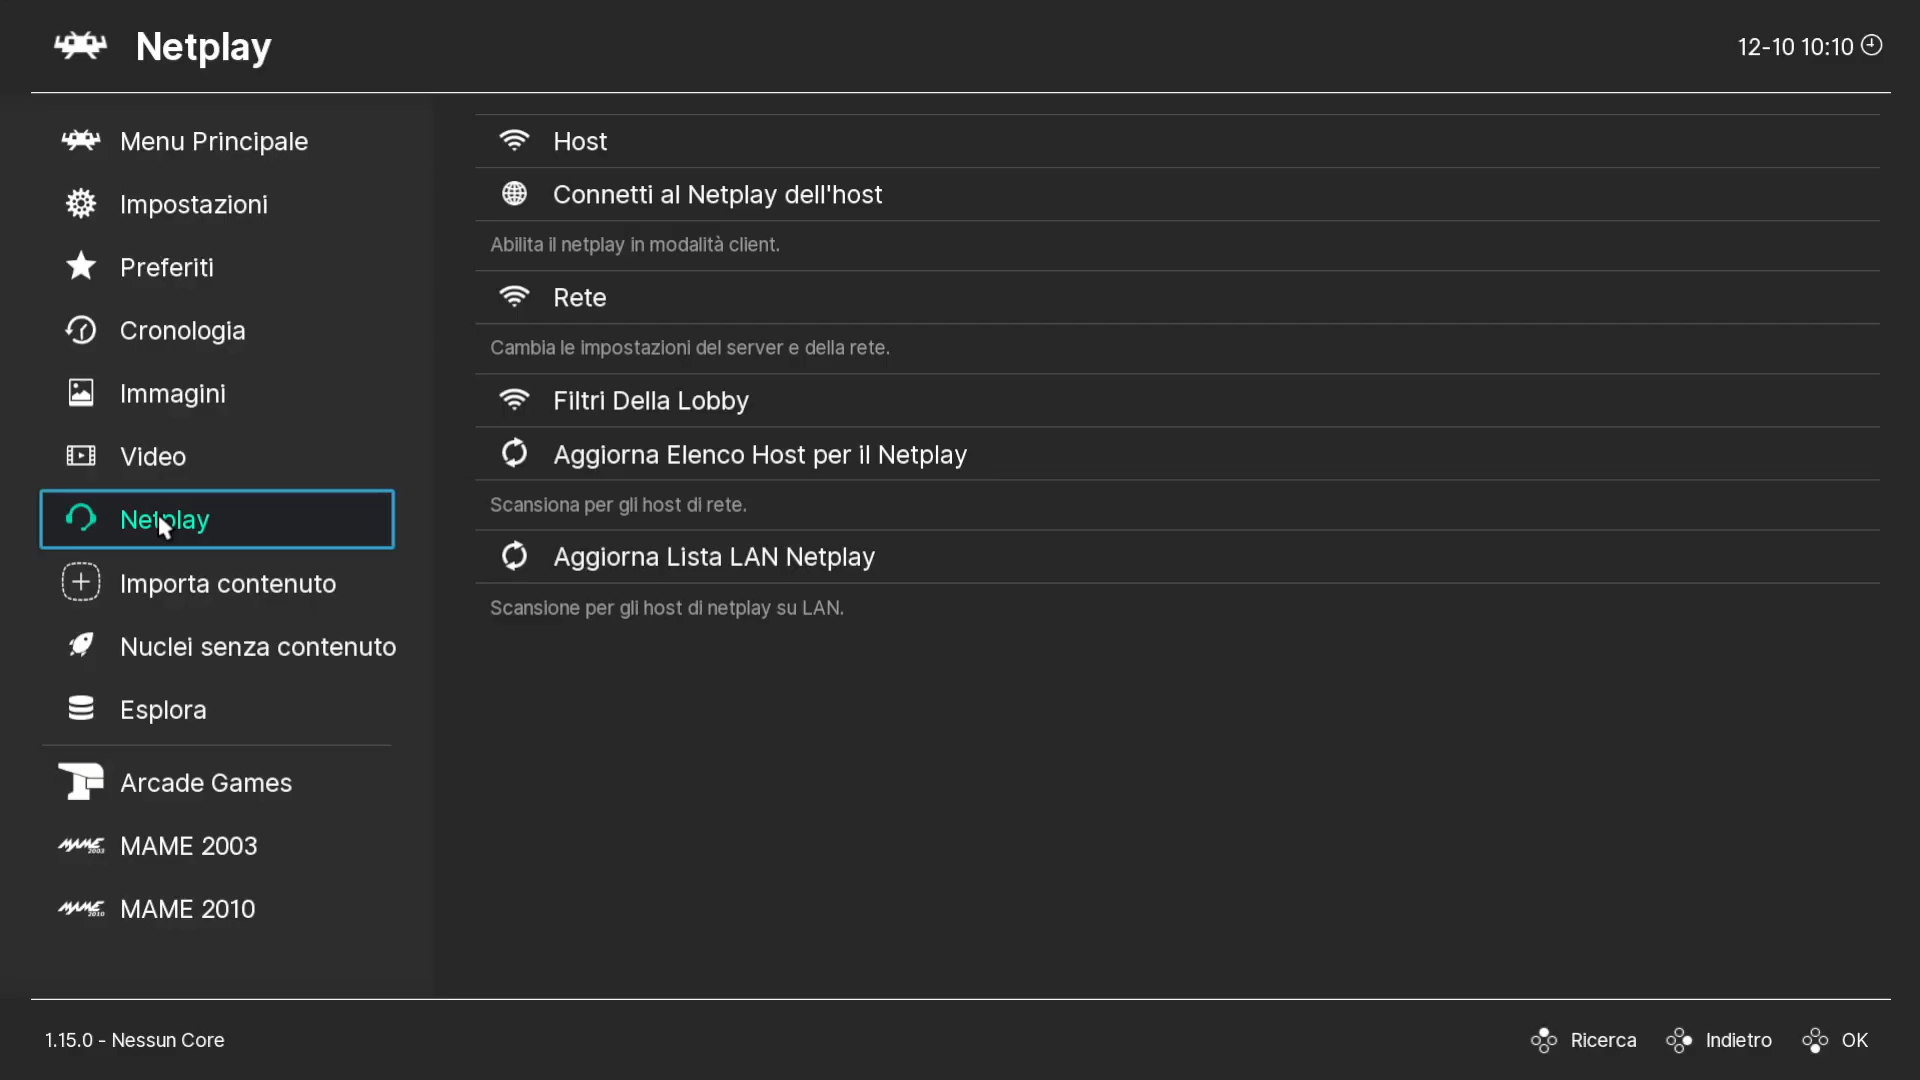 Netplay
12-10 10:10
Menu Principale
Impostazioni
Preferiti
Cronologia
Immagini
Video
Netplay
Importa contenuto
Nuclei senza contenuto
Esplora
Arcade Games
MAME 2003
MAME 2010
Host
Connetti al Netplay dell'host
Abilita il netplay in modalità client.
Rete
Cambia le impostazioni del server e della rete.
Filtri Della Lobby
Aggiorna Elenco Host per il Netplay
Scansiona per gli host di rete.
Aggiorna Lista LAN Netplay
Scansione per gli host di netplay su LAN.
1.15.0 - Nessun Core
Ricerca
Indietro
OK